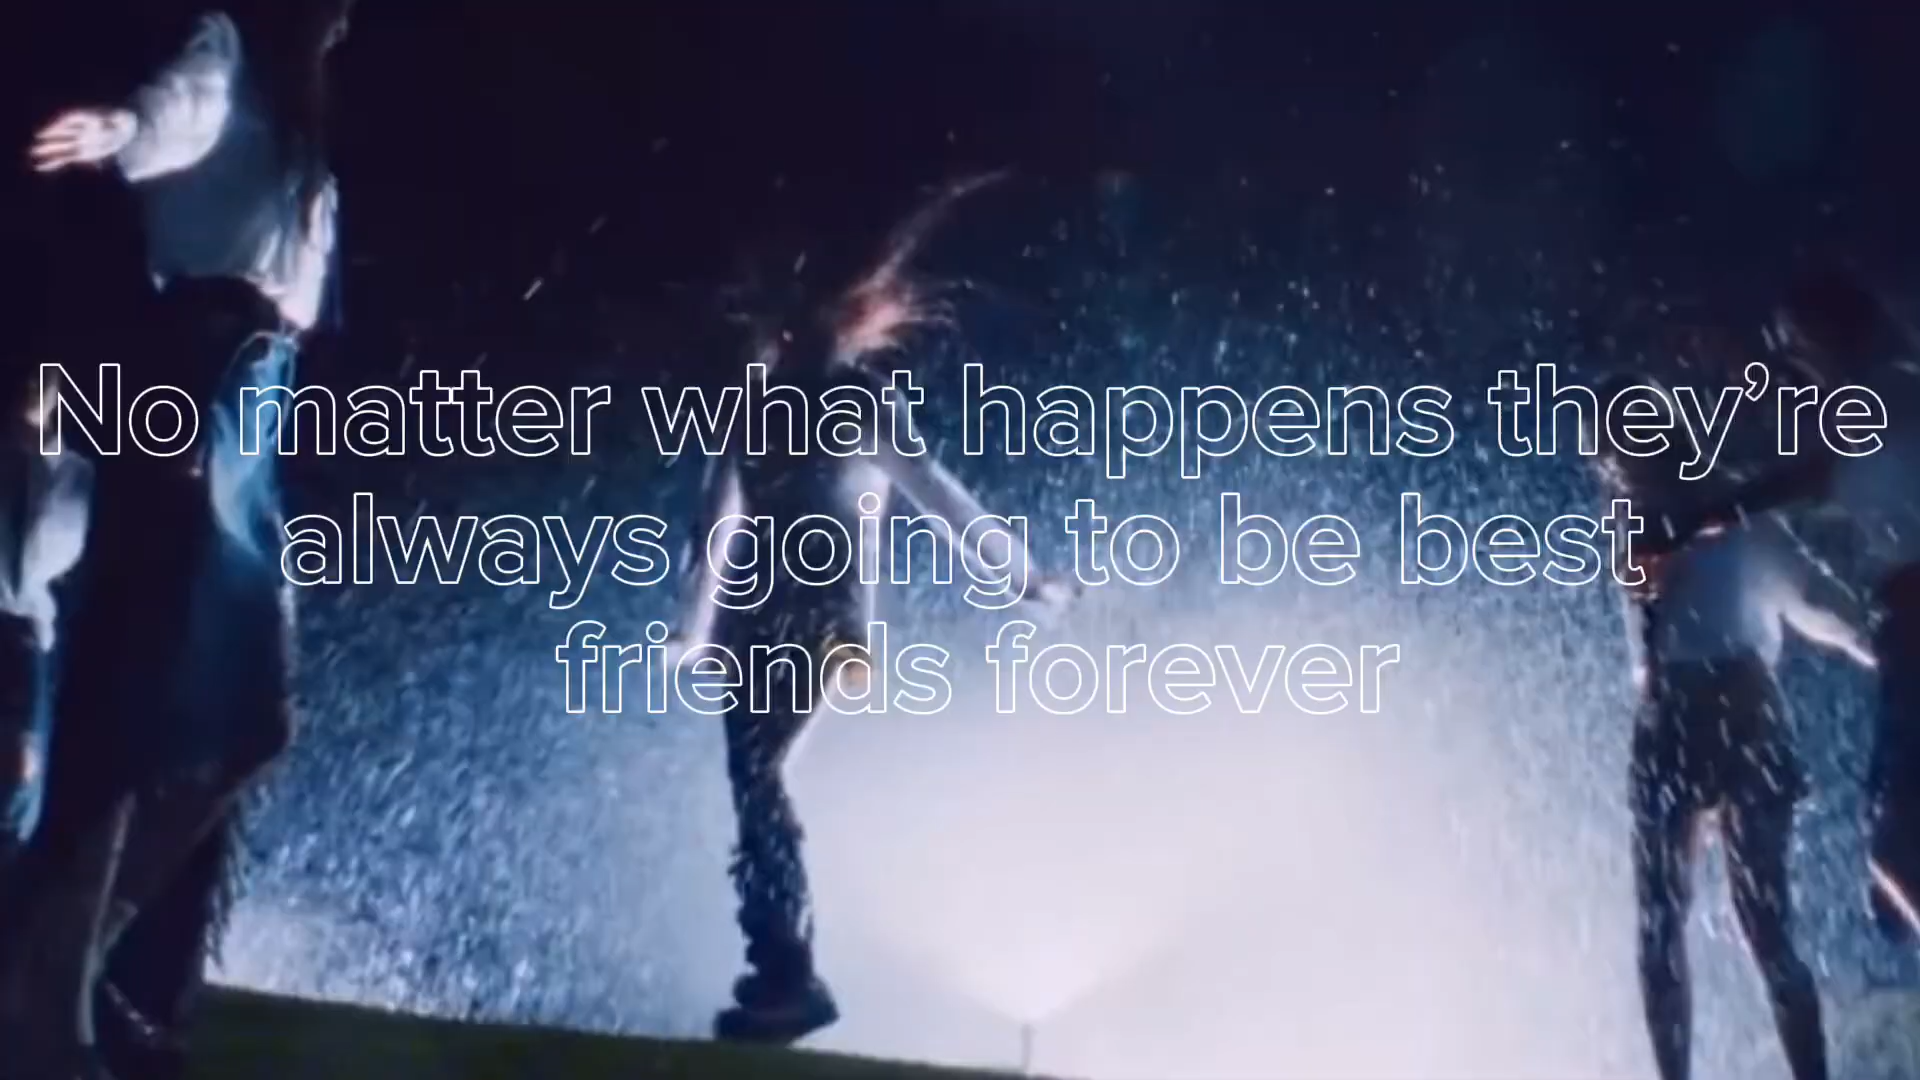 No matter what happens they’re
always going to be best
friends forever